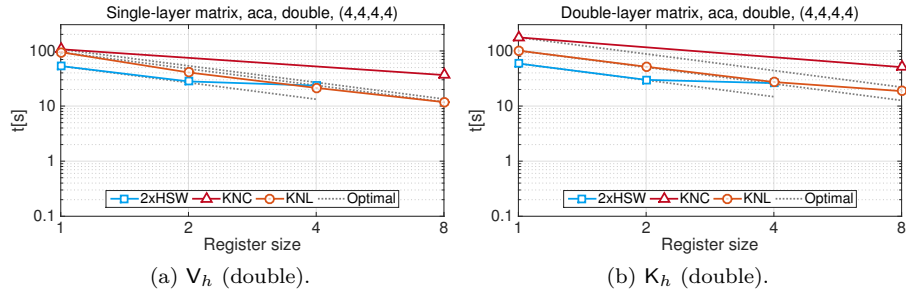 Single-layer matrix, aca, double, (4,4,4,4)
100
10
1
0.1
t[s]
2xHSW KNC KNL Optimal
1 2 4 8
Register size
(a) V_h (double).
Double-layer matrix, aca, double, (4,4,4,4)
100
10
1
0.1
t[s]
2xHSW KNC KNL Optimal
1 2 4 8
Register size
(b) K_h (double).